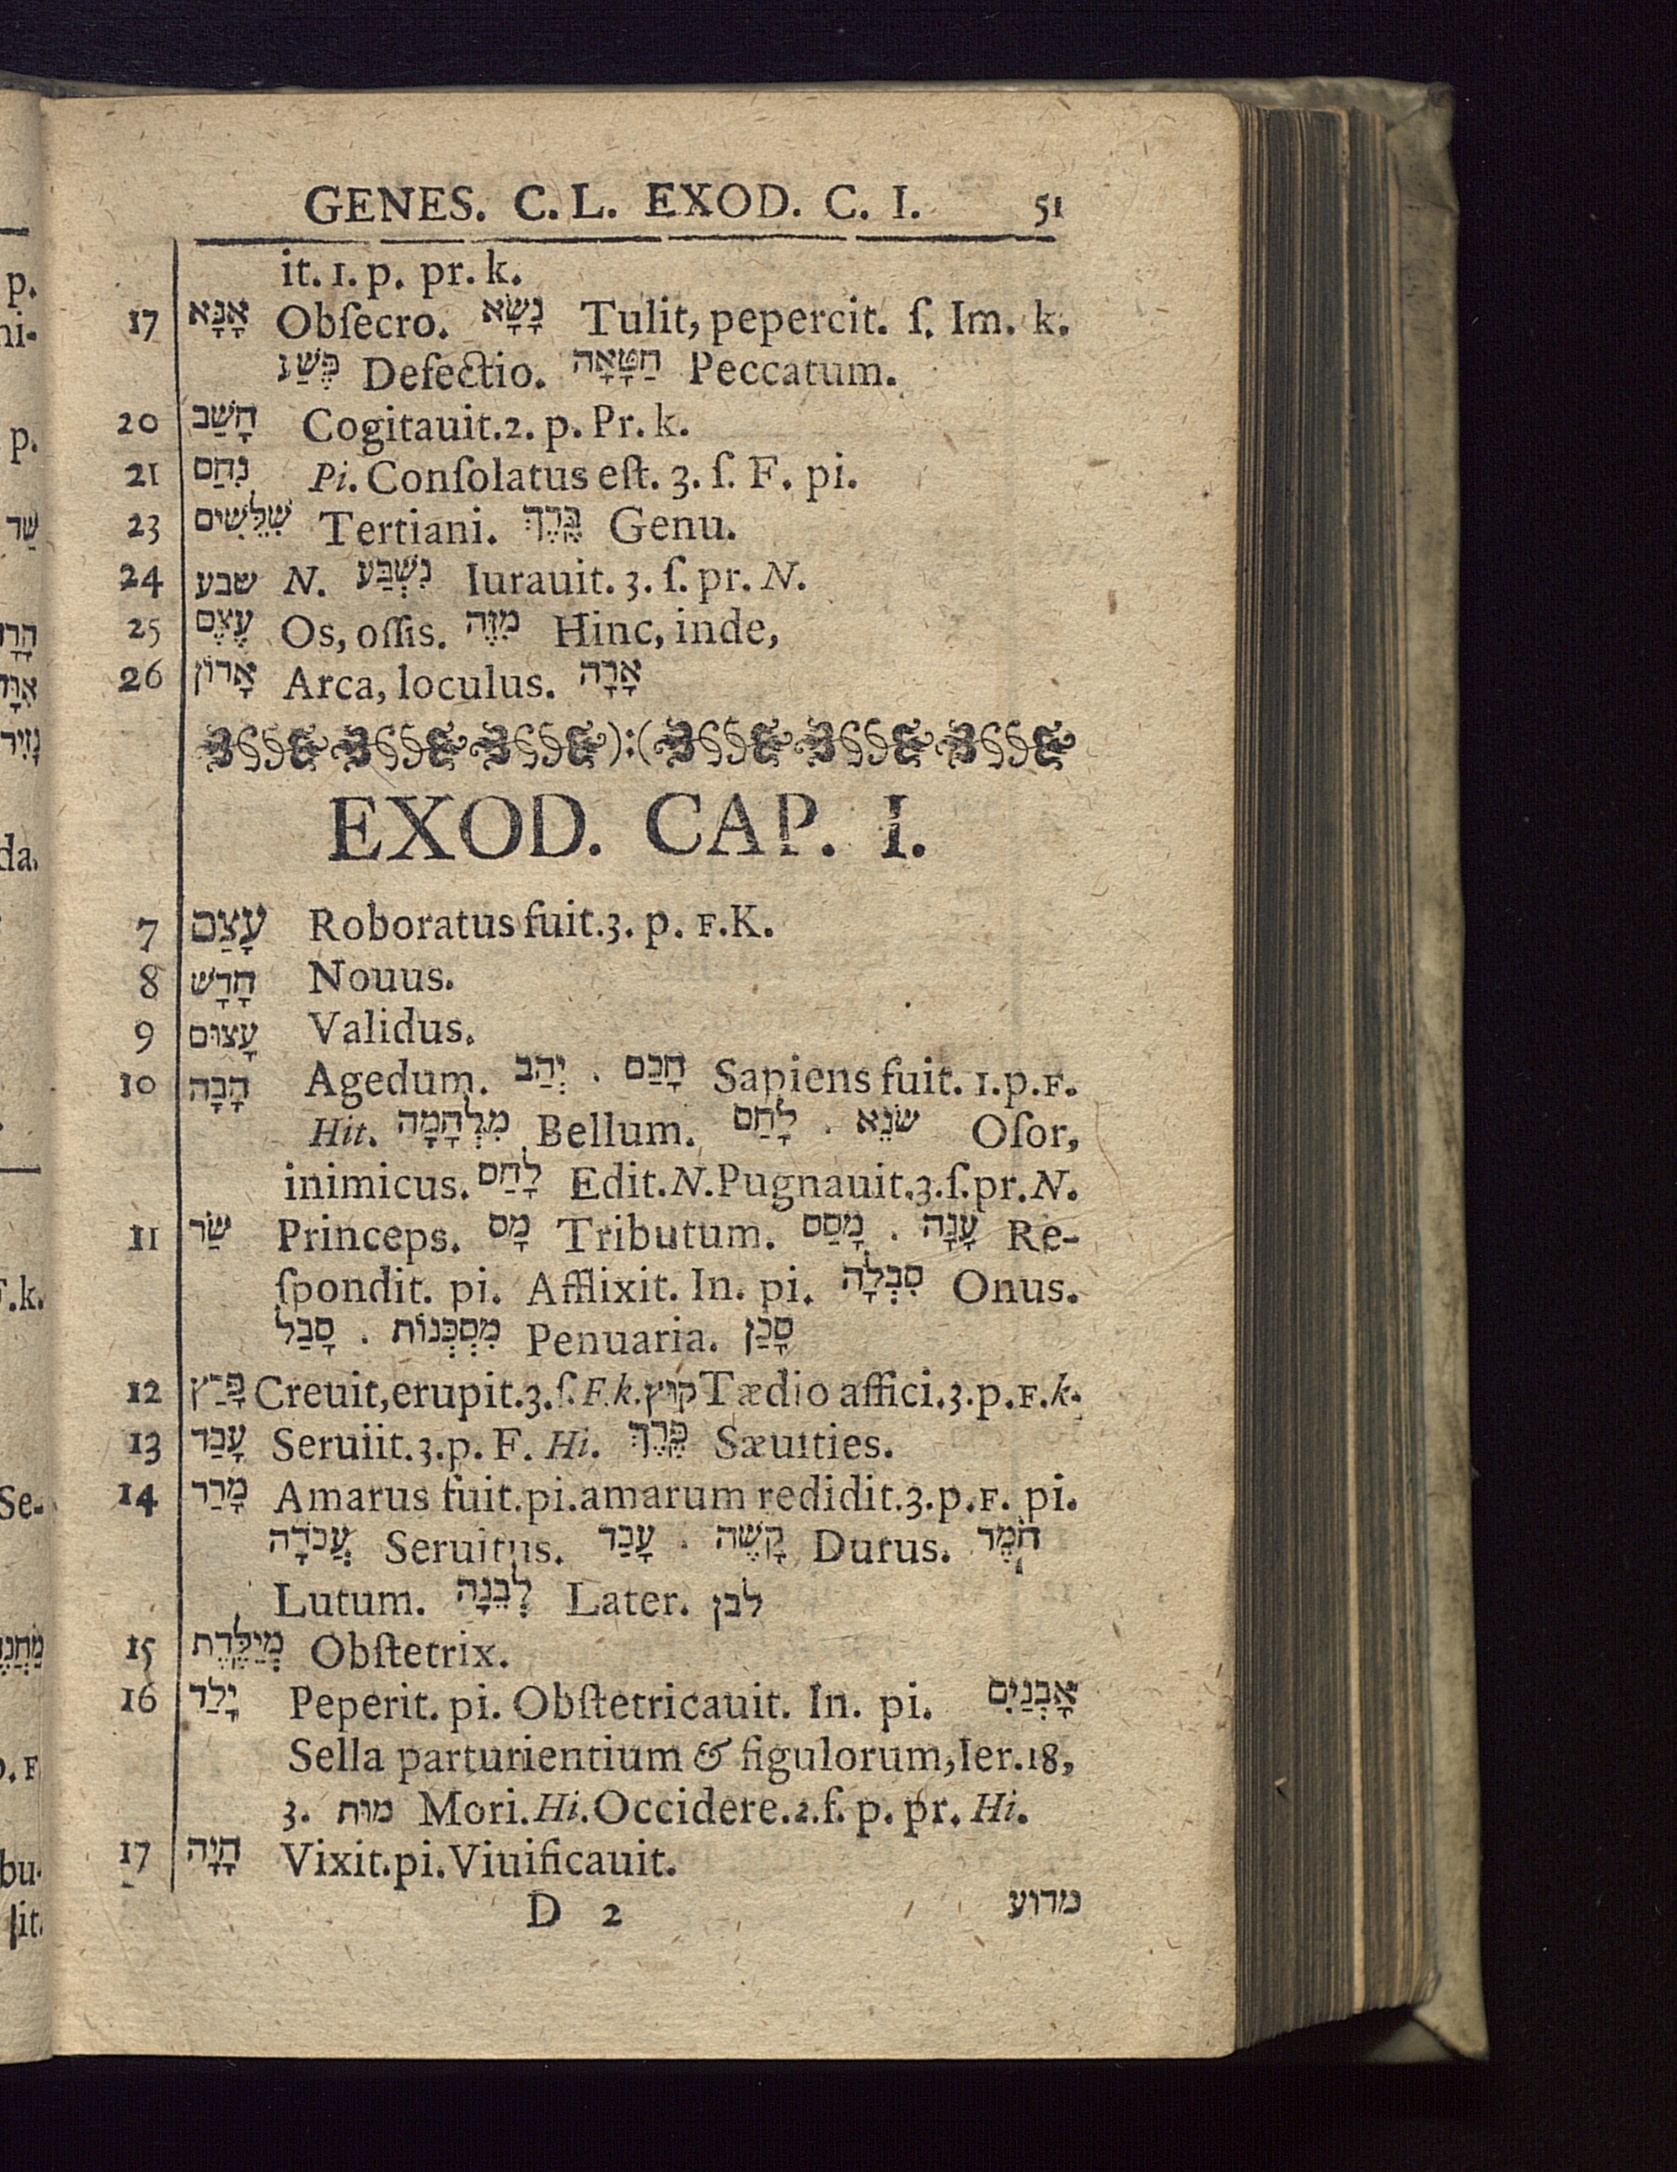 GENES. C. L. EXOD. C. I. 51
it. 1. p. pr. k.
17 אָנָּא Obſecro. נָשָׂא Tulit, pepercit. ſ. Im. k.
פֶּשַׁע Defectio. חַטָּאָה Peccatum.
20 חָשַׁב Cogitauit. 2. p. Pr. k.
21 נִחַם Pi. Conſolatus eſt. 3. ſ. F. pi.
23 שִׁלֵּשִׁים Tertiani. בֶּרֶךְ Genu.
24 שבע N. נִשְׁבַּע Iurauit. 3. ſ. pr. N.
25 עֶצֶם Os, oſſis. מִזֶּה Hinc, inde,
26 אָרוֹן Arca, loculus. אָרָה
):(
EXOD. CAP. I.
7 עָצַם Roboratus fuit. 3. p. F. K.
8 חָדָשׁ Nouus.
9 עָצוּם Validus.
10 הָבָה Agedum. יְהַב . חָכַם Sapiens fuit. 1. p. F.
Hit. מִלְחָמָה Bellum. לָחַם . שֹׂנֵא Oſor,
inimicus. לָחַם Edit. N. Pugnauit. 3. ſ. pr. N.
11 שַׂר Princeps. מָס Tributum. מָסַס . עָנָה Re-
ſpondit. pi. Afflixit. In. pi. סִבְלָה Onus.
סָבַל . מִסְכְּנוֹת Penuaria. סָכַן
12 פָּרַץ Creuit, erupit. 3. ſ. F. k. קוּץ Tædio affici. 3. p. F. k.
13 עָבַד Seruiit. 3. p. F. Hi. פֶּרֶךְ Sæuities.
14 מָרַר Amarus fuit. pi. amarum redidit. 3. p. F. pi.
עֲבֹדָה Seruitus. עָבַד . קָשֶׁה Durus. חֹמֶר
Lutum. לְבֵנָה Later. לבן
15 מְיַלֶּדֶת Obſtetrix.
16 יָלַד Peperit. pi. Obſtetricauit. In. pi. אָבְנַיִם
Sella parturientium & figulorum, Ier. 18,
3. מות Mori. Hi. Occidere. 2. f. p. pr. Hi.
17 חָיָה Vixit. pi. Viuificauit.
D 2 מדוע